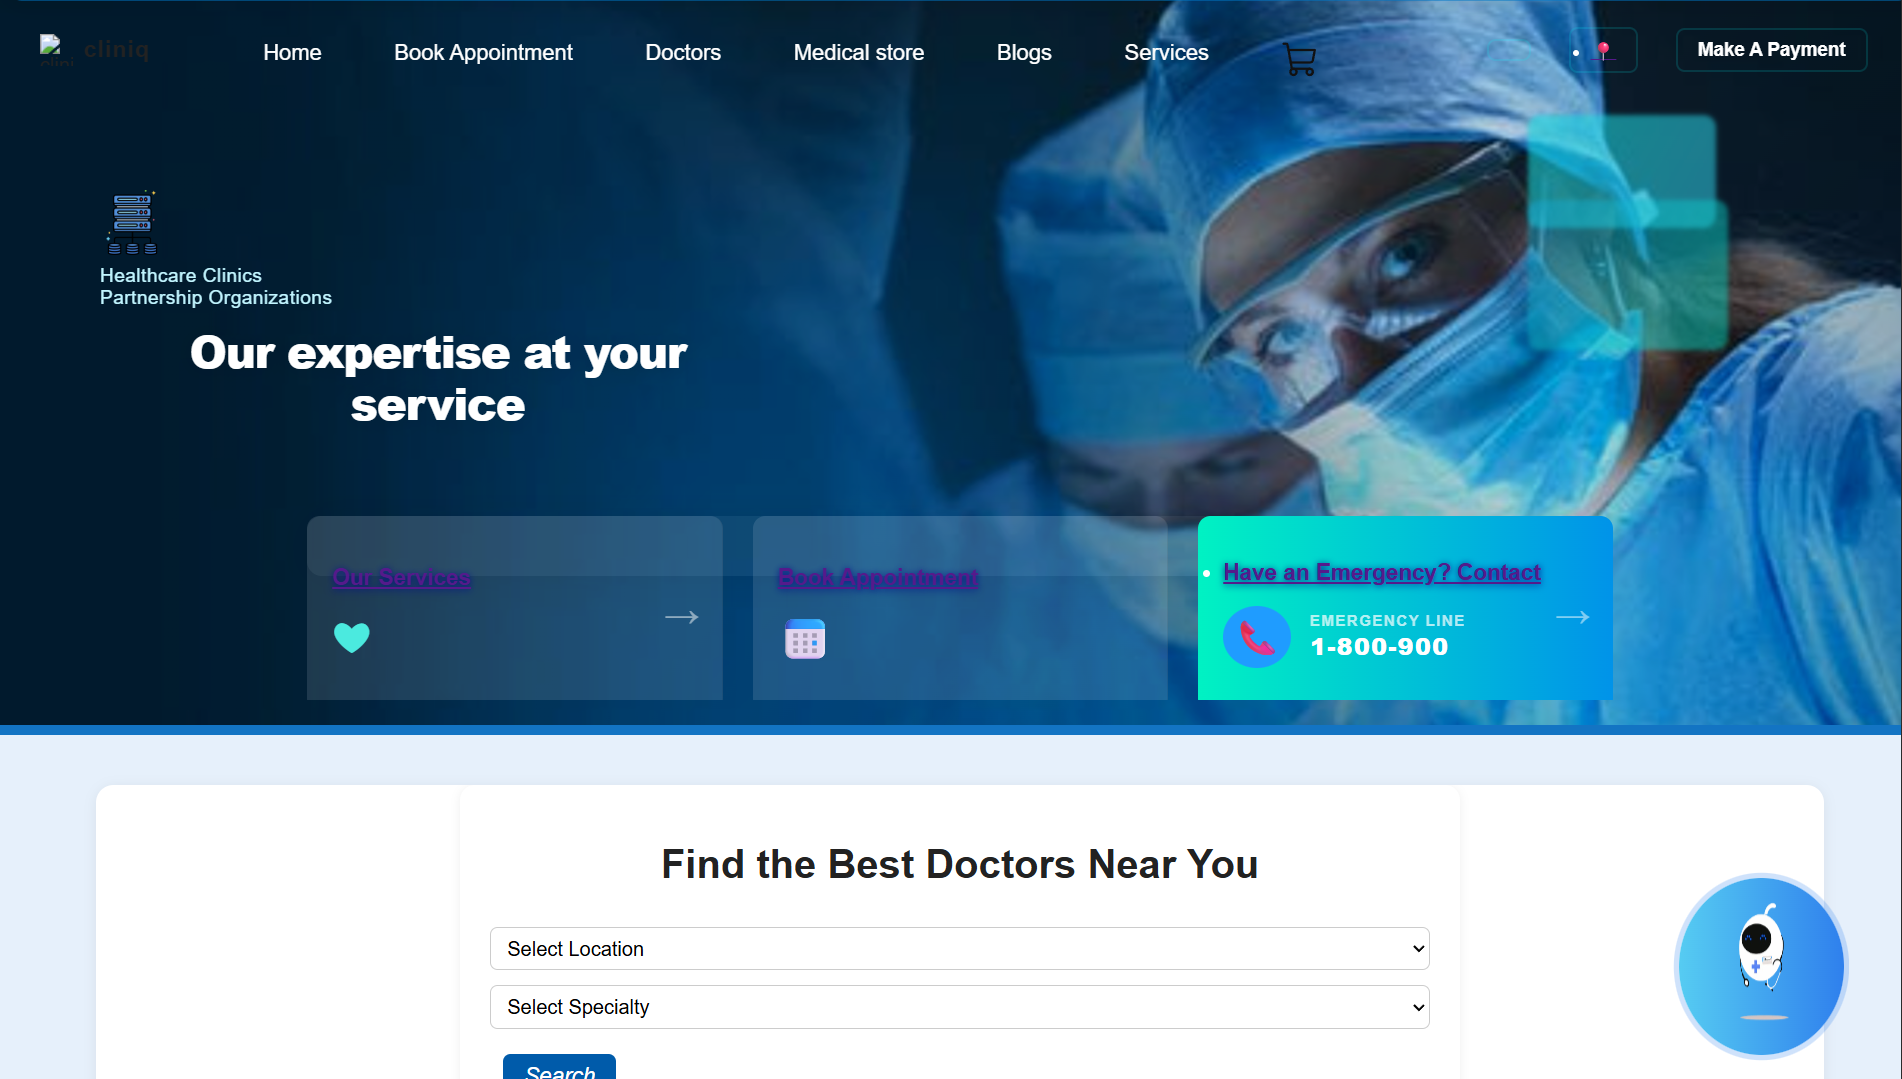 cliniq
Home
Book Appointment
Doctors
Medical store
Blogs
Services
Make A Payment
Healthcare Clinics
Partnership Organizations
Our expertise at your
service
Our Services
Book Appointment
Have an Emergency? Contact
EMERGENCY LINE
1-800-900
Find the Best Doctors Near You
Select Location
Select Specialty
Search